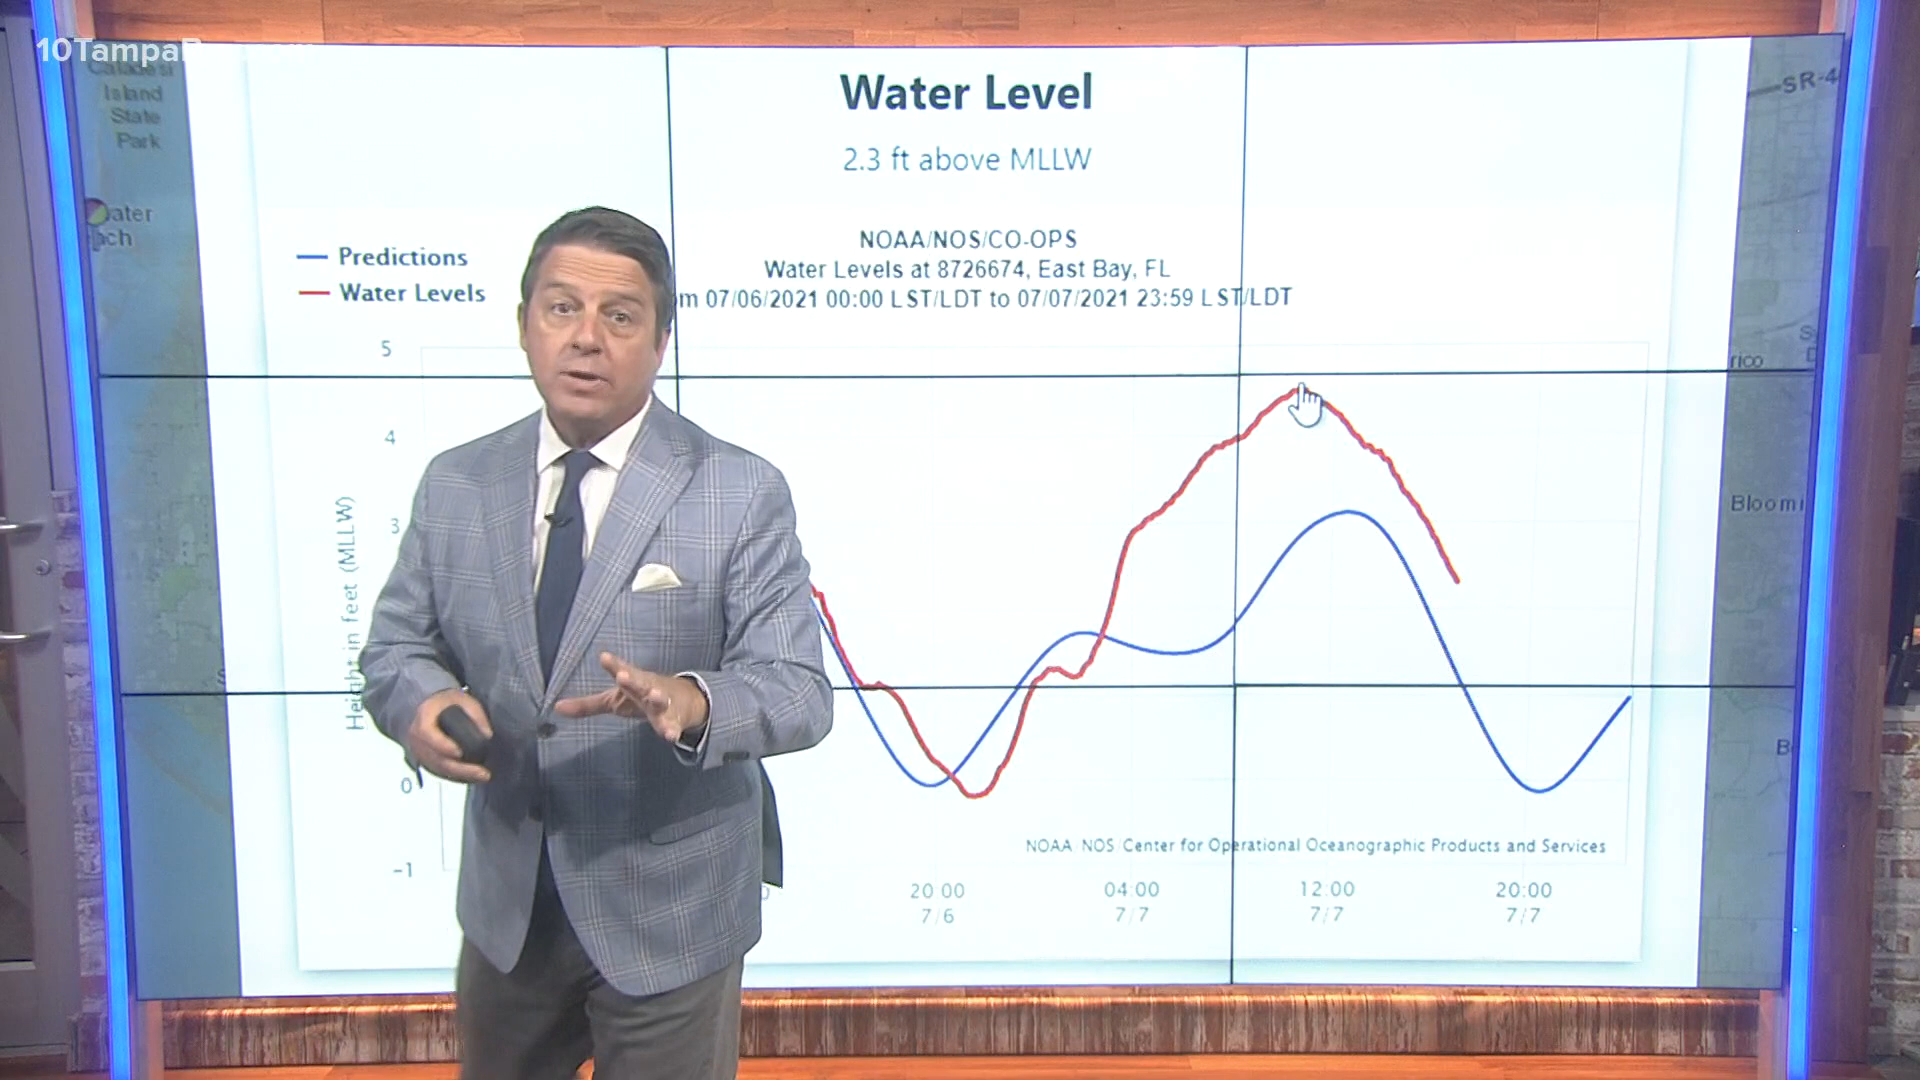 10Tampa
Island
State
Park
SR-4
ater
ach
Water Level
2.3 ft above MLLW
Predictions
Water Levels
NOAA/NOS/CO-OPS
Water Levels at 8726674, East Bay, FL
m 07/06/2021 00:00 LST/LDT to 07/07/2021 23:59 LST/LDT
5
4
3
0
-1
Height in feet (MLLW)
rico
Bloomi
B
NOAA NOS Center for Operational Oceanographic Products and Services
20:00 04:00 12:00 20:00
7/6 7/7 7/7 7/7